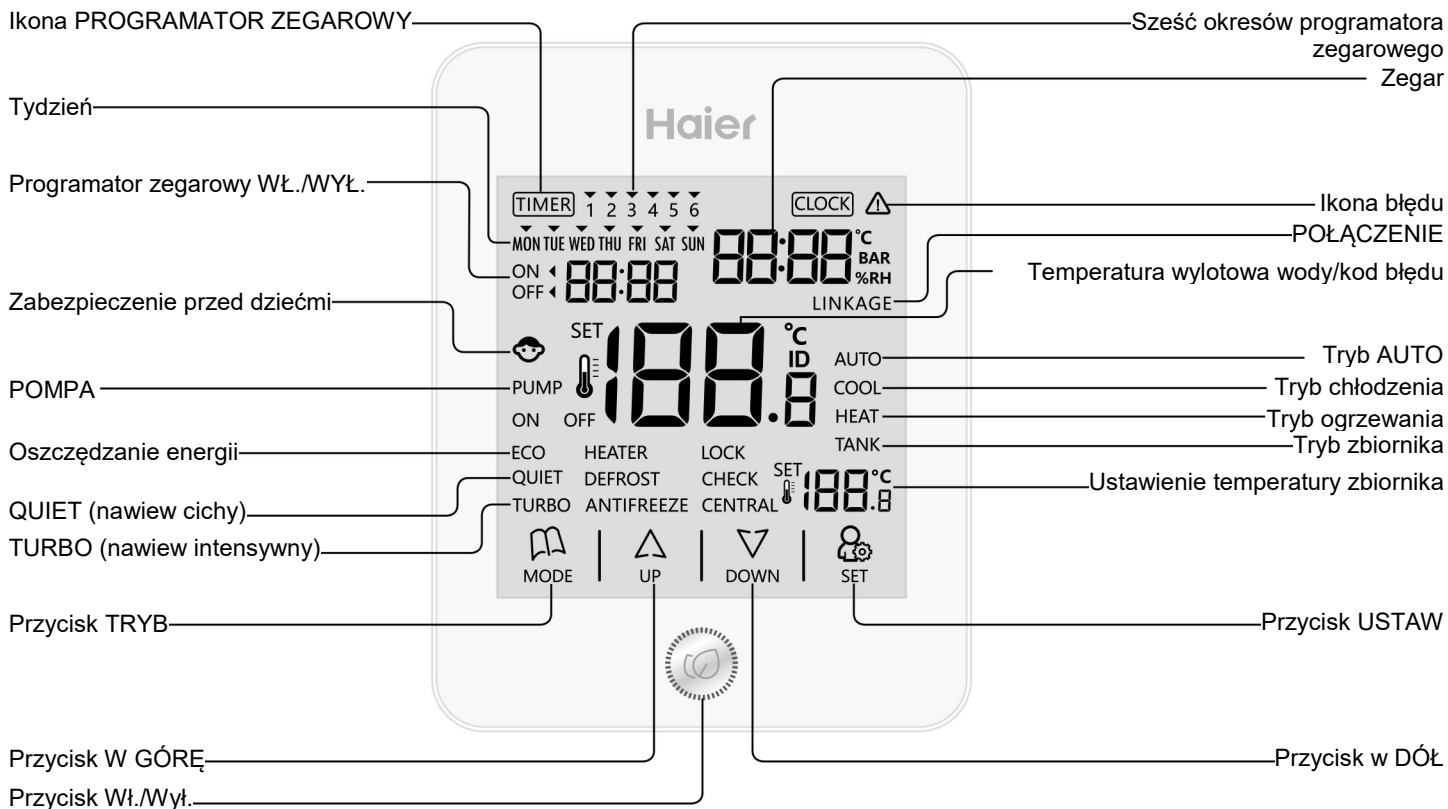 Ikona PROGRAMATOR ZEGAROWY
Tydzień
Programator zegarowy WŁ./WYŁ.
Zabezpieczenie przed dziećmi
POMPA
Oszczędzanie energii
QUIET (nawiew cichy)
TURBO (nawiew intensywny)
Przycisk TRYB
Przycisk W GÓRĘ
Przycisk Wł./Wył.
Haier
TIMER 1 2 3 4 5 6 CLOCK
MON TUE WED THU FRI SAT SUN 88:88 °C
BAR
%RH
ON 88:88
OFF
LINKAGE
SET 188.8 °C
ID
AUTO
PUMP COOL
ON OFF HEAT
TANK
ECO HEATER LOCK
QUIET DEFROST CHECK SET 188.8 °C
TURBO ANTIFREEZE CENTRAL
MODE UP DOWN SET
Sześć okresów programatora
zegarowego
Zegar
Ikona błędu
POŁĄCZENIE
Temperatura wylotowa wody/kod błędu
Tryb AUTO
Tryb chłodzenia
Tryb ogrzewania
Tryb zbiornika
Ustawienie temperatury zbiornika
Przycisk USTAW
Przycisk w DÓŁ